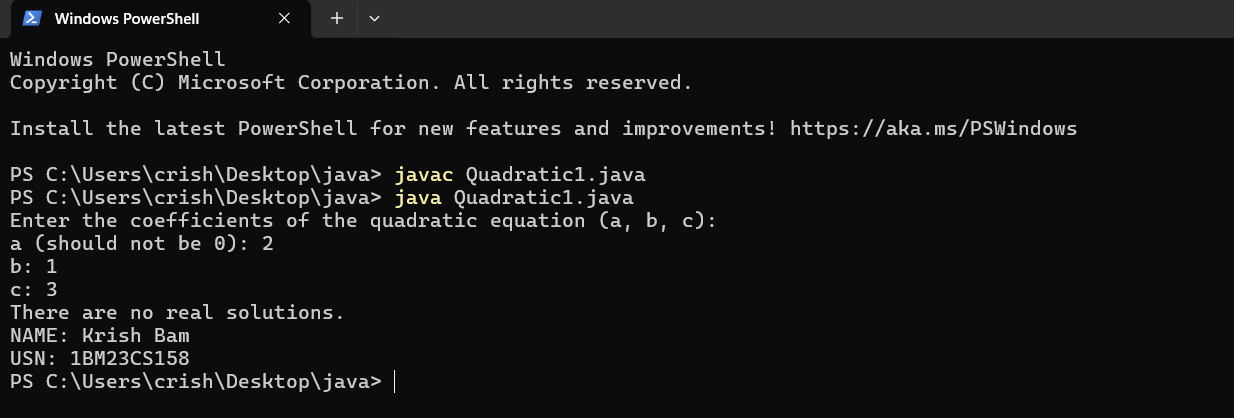 Windows PowerShell
Windows PowerShell
Copyright (C) Microsoft Corporation. All rights reserved.
Install the latest PowerShell for new features and improvements! https://aka.ms/PSWindows
PS C:\Users\crish\Desktop\java> javac Quadratic1.java
PS C:\Users\crish\Desktop\java> java Quadratic1.java
Enter the coefficients of the quadratic equation (a, b, c):
a (should not be 0): 2
b: 1
c: 3
There are no real solutions.
NAME: Krish Bam
USN: 1BM23CS158
PS C:\Users\crish\Desktop\java>